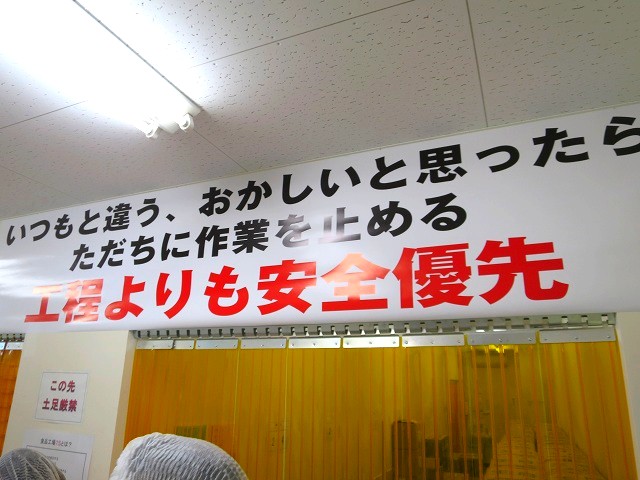 いつもと違う、おかしいと思ったら
ただちに作業を止める
工程よりも安全優先
この先
土足厳禁